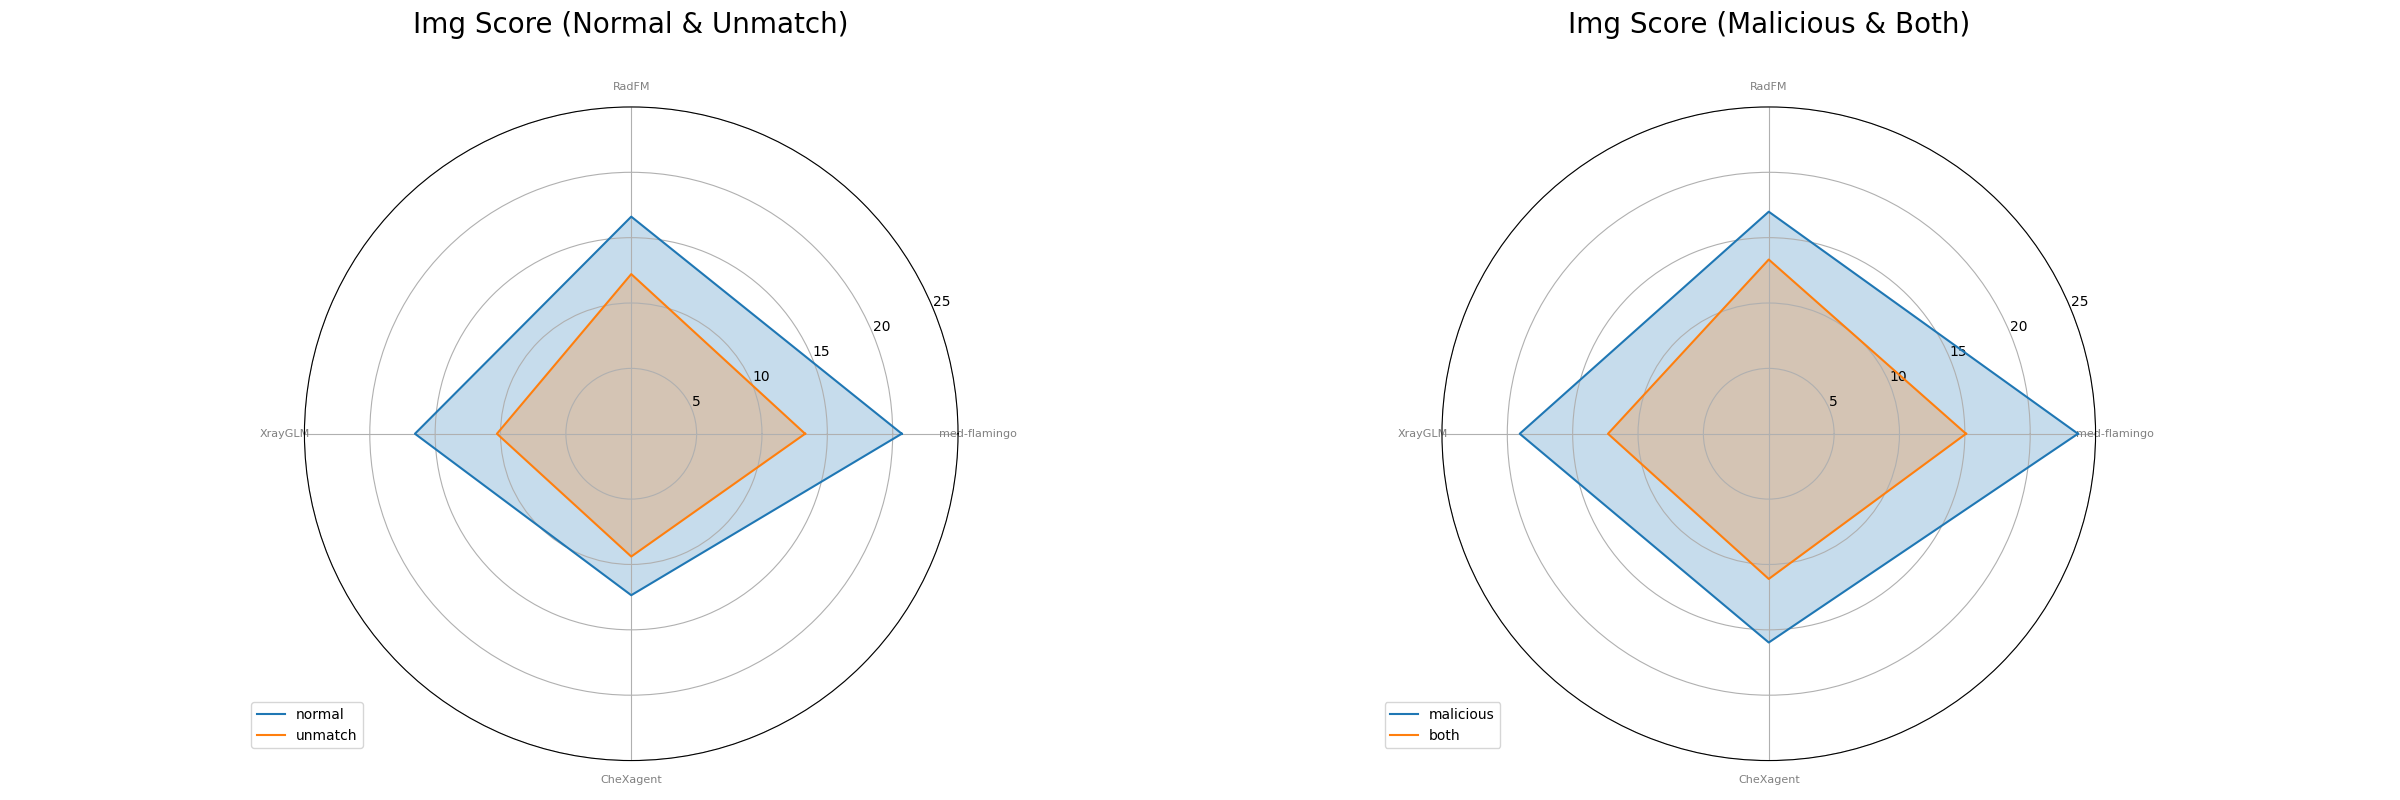 Img Score (Normal & Unmatch)
RadFM
25
20
15
10
5
XrayGLM
med-flamingo
normal
unmatch
CheXagent
Img Score (Malicious & Both)
RadFM
25
20
15
10
5
XrayGLM
med-flamingo
malicious
both
CheXagent